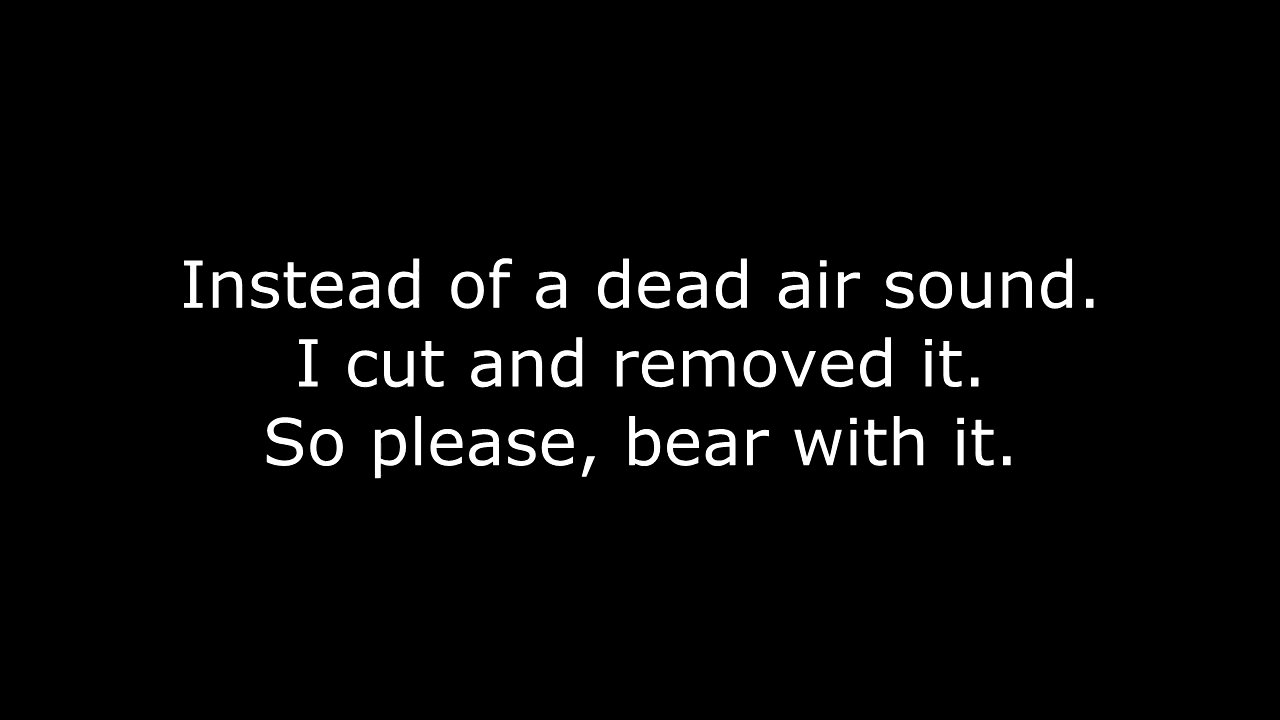 Instead of a dead air sound.
I cut and removed it.
So please, bear with it.